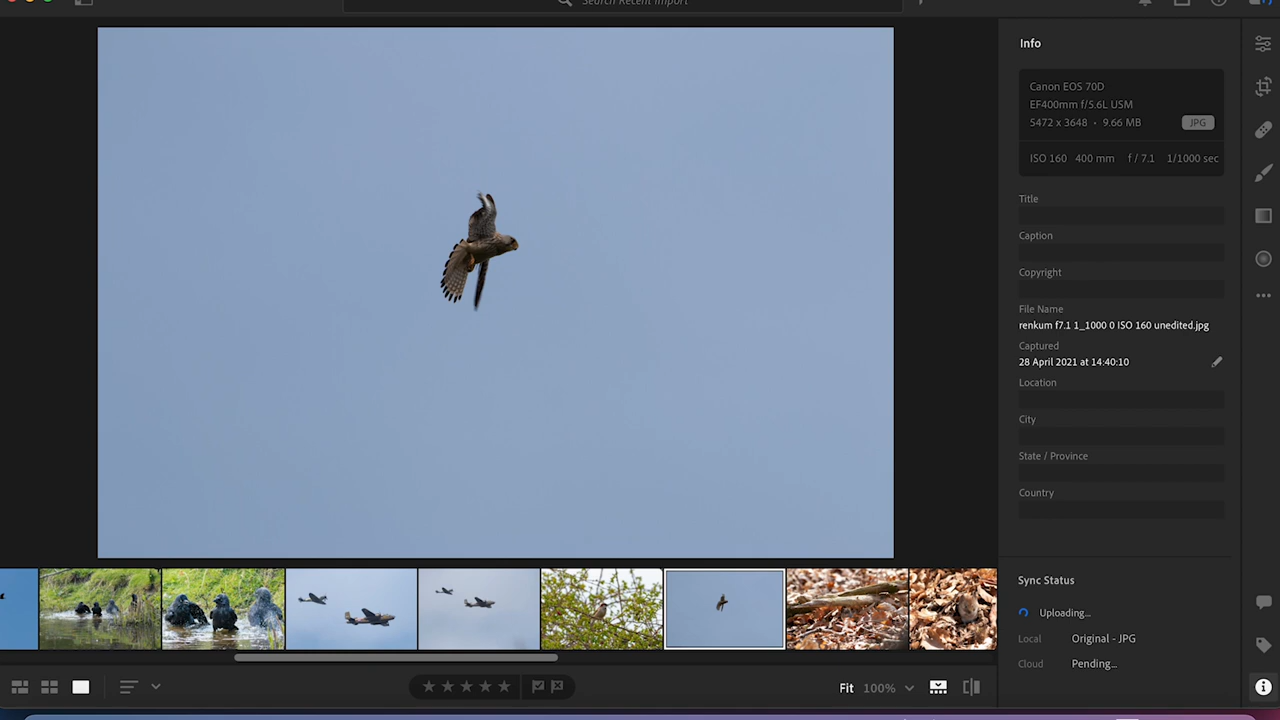 Search Recent Import
Info
Canon EOS 70D
EF400mm f/5.6L USM
5472 x 3648 • 9.66 MB JPG
ISO 160 400 mm f / 7.1 1/1000 sec
Title
Caption
Copyright
File Name
renkum f7.1 1_1000 0 ISO 160 unedited.jpg
Captured
28 April 2021 at 14:40:10
Location
City
State / Province
Country
Sync Status
Uploading...
Local Original - JPG
Cloud Pending...
Fit 100%